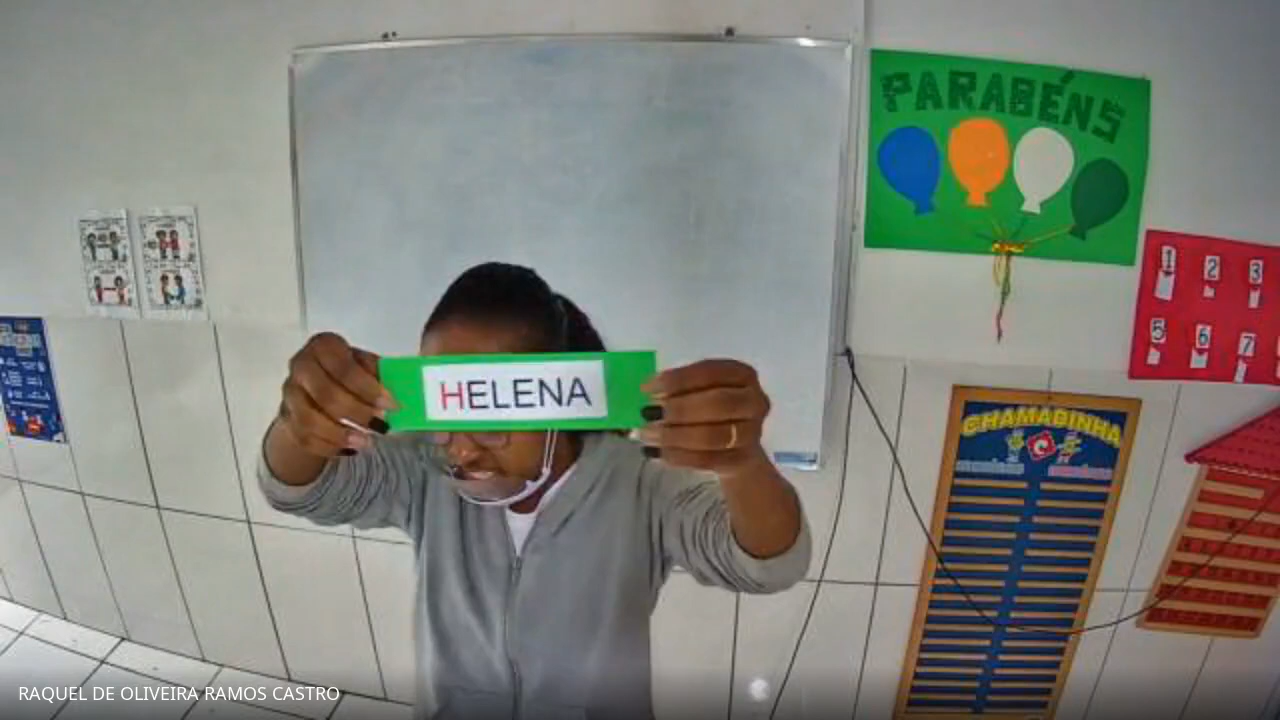 PARABÉNS
1 2 3
5 6 7
HELENA
CHAMADINHA
RAQUEL DE OLIVEIRA RAMOS CASTRO